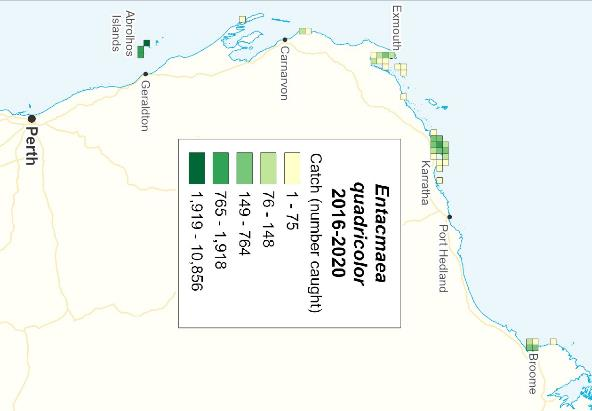 Entacmaea
quadricolor
2016-2020
Catch (number caught)
1 - 75
76 - 148
149 - 764
765 - 1,918
1,919 - 10,856
Broome
Port Hedland
Karratha
Exmouth
Carnarvon
Abrolhos
Islands
Geraldton
Perth